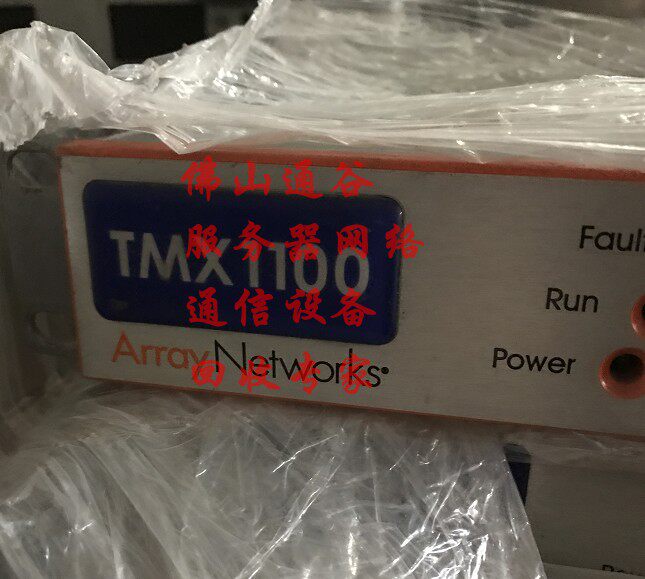 佛山通谷
服务器网络
通信设备
回收专家
TMX1100
Array Networks
Fault
Run
Power